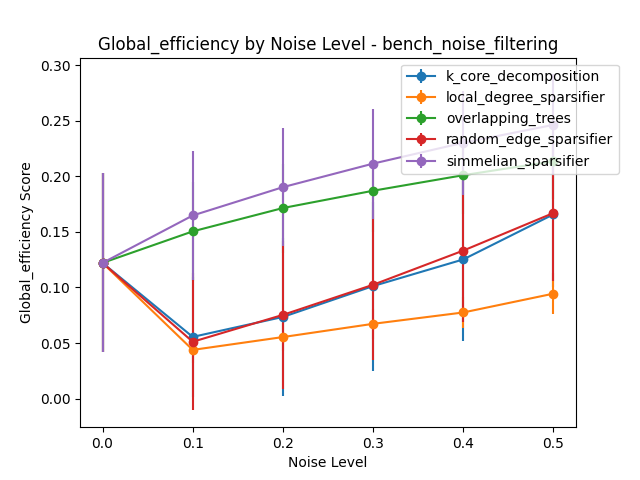 Global_efficiency by Noise Level - bench_noise_filtering
Global_efficiency Score
0.30
0.25
0.20
0.15
0.10
0.05
0.00
k_core_decomposition
local_degree_sparsifier
overlapping_trees
random_edge_sparsifier
simmelian_sparsifier
0.0 0.1 0.2 0.3 0.4 0.5
Noise Level